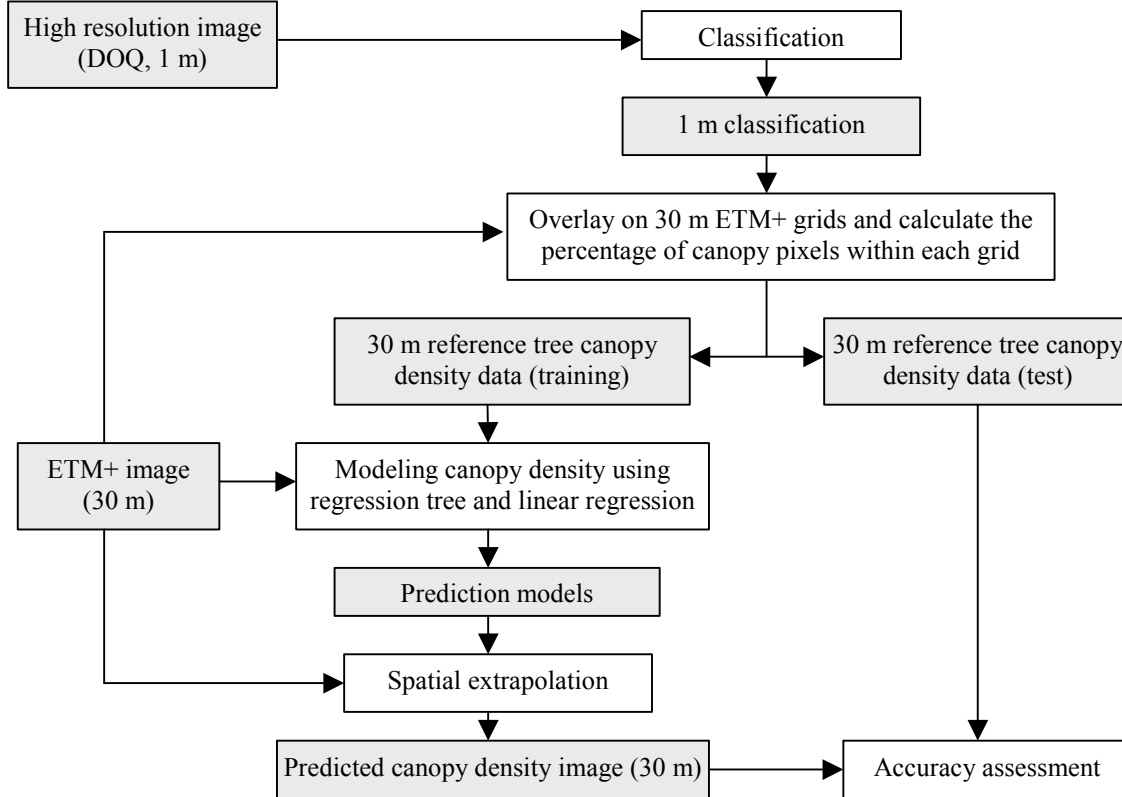 High resolution image
(DOQ, 1 m)
Classification
1 m classification
Overlay on 30 m ETM+ grids and calculate the
percentage of canopy pixels within each grid
30 m reference tree canopy
density data (training)
30 m reference tree canopy
density data (test)
ETM+ image
(30 m)
Modeling canopy density using
regression tree and linear regression
Prediction models
Spatial extrapolation
Predicted canopy density image (30 m)
Accuracy assessment